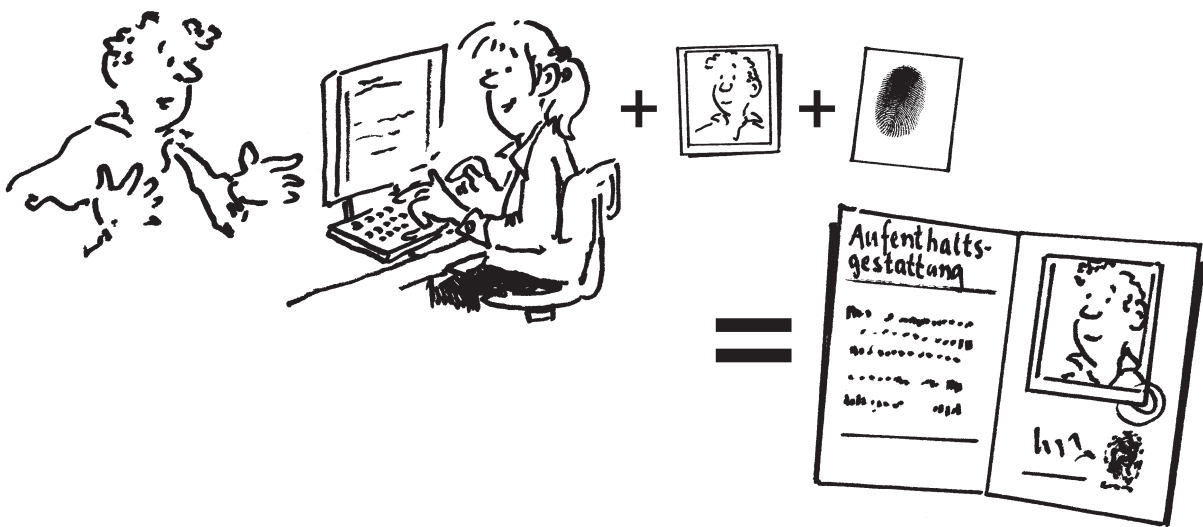 + +
=
Aufenthalts-
gestattung